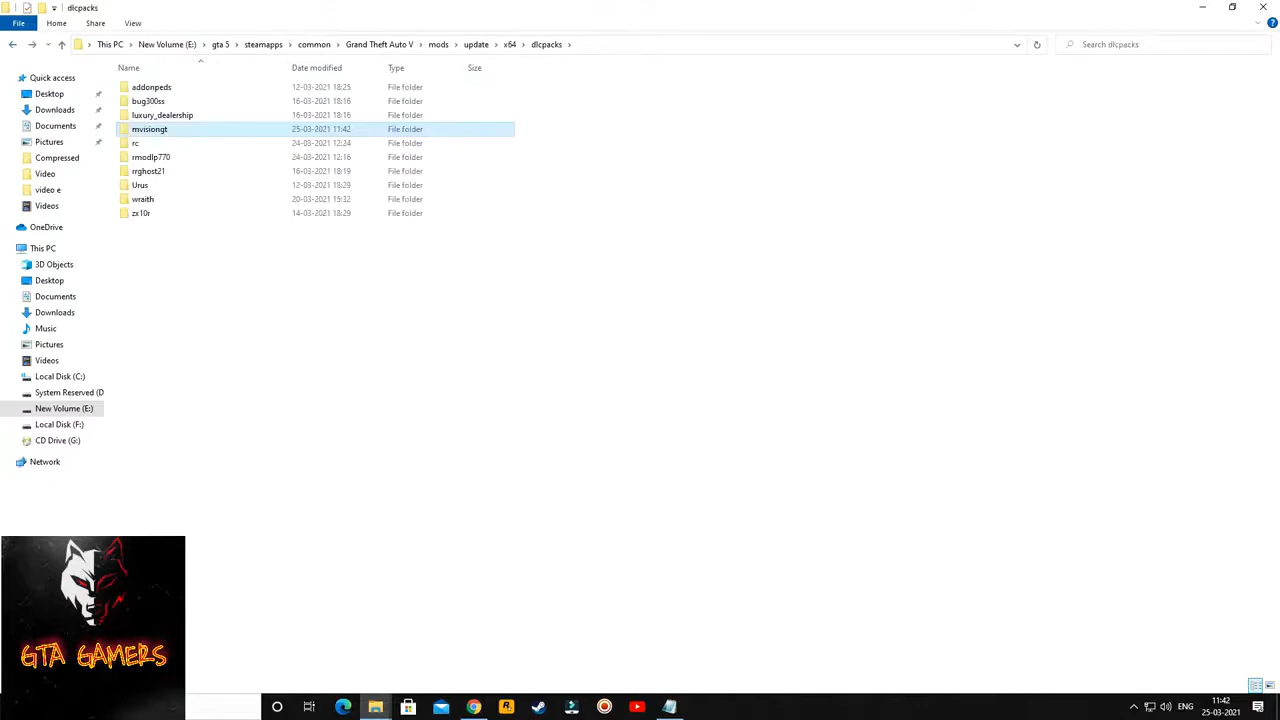 dlcpacks
File Home Share View
This PC New Volume (E:) gta 5 steamapps common Grand Theft Auto V mods update x64 dlcpacks
Search dlcpacks
Name Date modified Type Size
addonpeds 12-03-2021 18:25 File folder
bug300ss 16-03-2021 18:16 File folder
luxury_dealership 16-03-2021 18:16 File folder
mvisiongt 25-03-2021 11:42 File folder
rc 24-03-2021 12:24 File folder
rmodlp770 24-03-2021 12:16 File folder
rrghost21 16-03-2021 18:19 File folder
Urus 12-03-2021 18:29 File folder
wraith 20-03-2021 15:32 File folder
zx10r 14-03-2021 18:29 File folder
Quick access
Desktop
Downloads
Documents
Pictures
Compressed
Video
video e
Videos
OneDrive
This PC
3D Objects
Desktop
Documents
Downloads
Music
Pictures
Videos
Local Disk (C:)
System Reserved (D
New Volume (E:)
Local Disk (F:)
CD Drive (G:)
Network
GTA GAMERS
ENG
11:42
25-03-2021